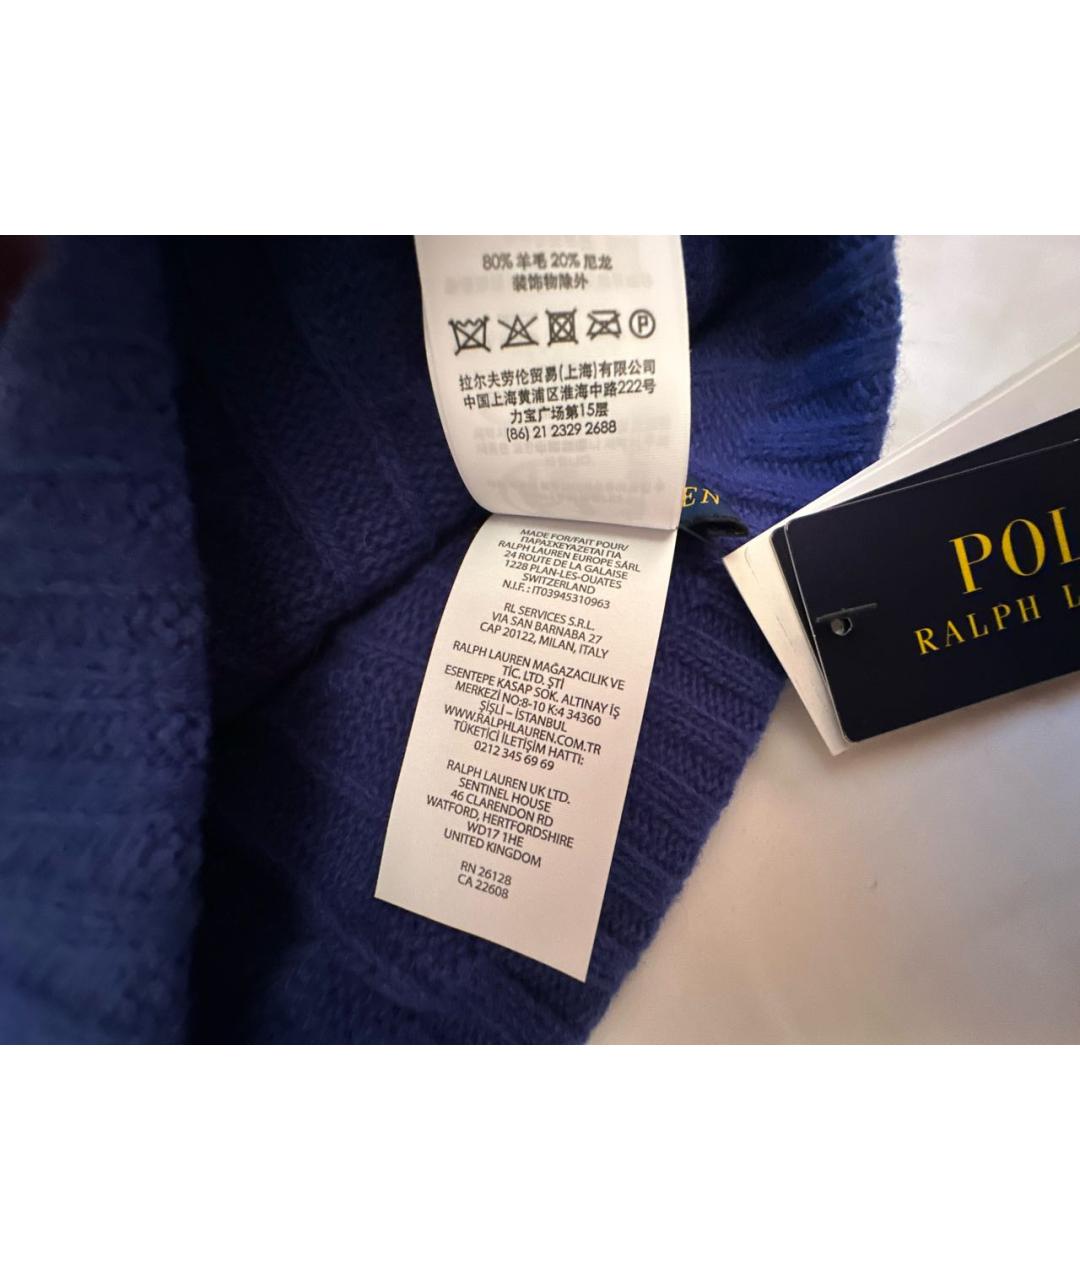 80% 羊毛 20% 尼龙
装饰物除外
P
拉尔夫劳伦贸易(上海)有限公司
中国上海黄浦区淮海中路222号
力宝广场第15层
(86) 21 2329 2688
EN
MADE FOR/FAIT POUR/
ΠΑΡΑΣΚΕΥΑΖΕΤΑΙ ΓΙΑ
RALPH LAUREN EUROPE SÀRL
24 ROUTE DE LA GALAISE
1228 PLAN-LES-OUATES
SWITZERLAND
N.I.F. : IT03945310963
RL SERVICES S.R.L.
VIA SAN BARNABA 27
CAP 20122, MILAN, ITALY
RALPH LAUREN MAĞAZACILIK VE
TİC. LTD. ŞTİ
ESENTEPE KASAP SOK. ALTINAY İŞ
MERKEZİ NO:8-10 K:4 34360
ŞİŞLİ – İSTANBUL
WWW.RALPHLAUREN.COM.TR
TÜKETİCİ İLETİŞİM HATTI:
0212 345 69 69
RALPH LAUREN UK LTD.
SENTINEL HOUSE
46 CLARENDON RD
WATFORD, HERTFORDSHIRE
WD17 1HE
UNITED KINGDOM
RN 26128
CA 22608
POL
RALPH L